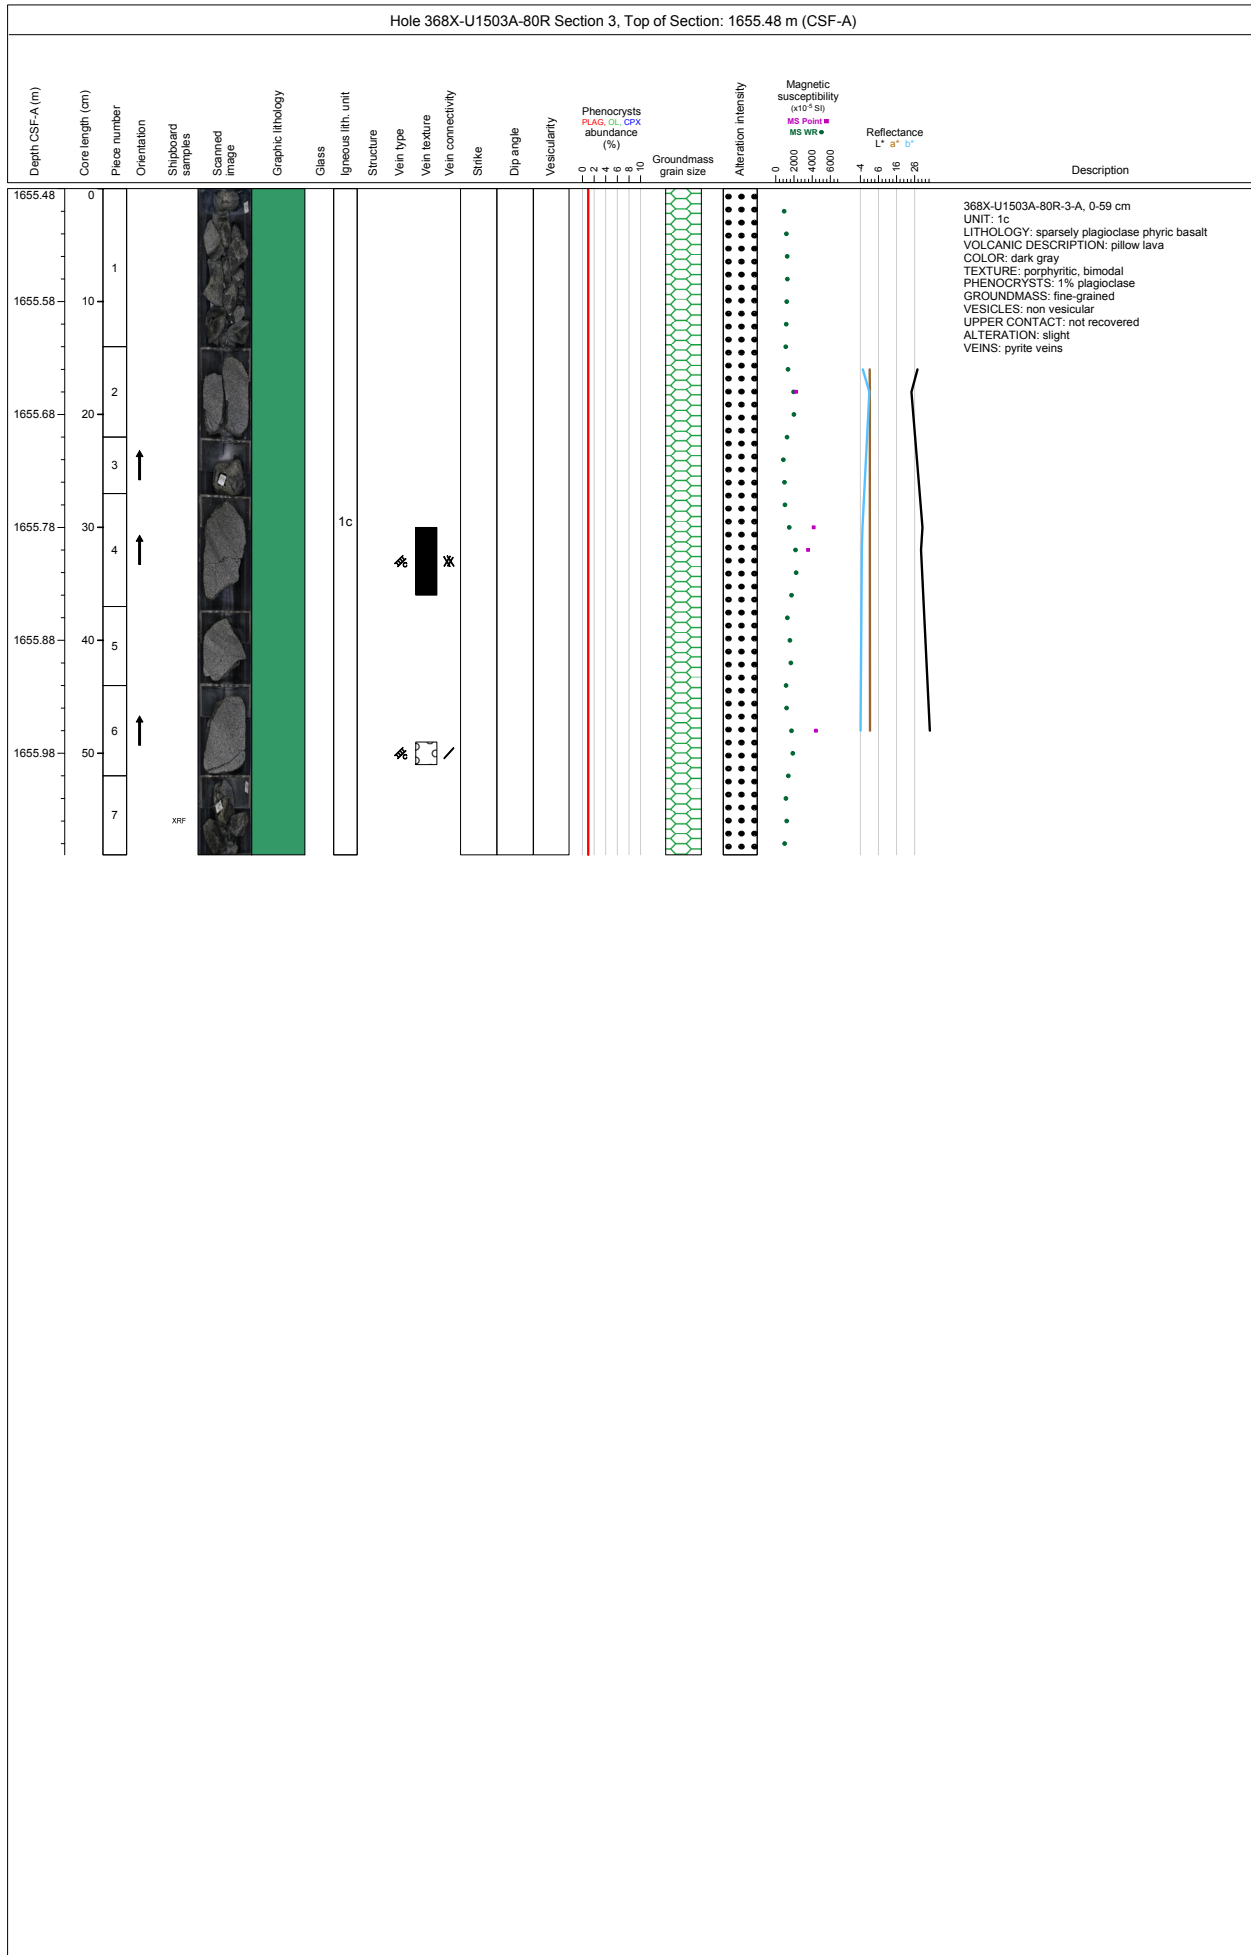 Hole 368X-U1503A-80R Section 3, Top of Section: 1655.48 m (CSF-A)
Depth CSF-A (m)
Core length (cm)
Piece number
Orientation
Shipboard
samples
Scanned
image
Graphic lithology
Glass
Igneous lith. unit
Structure
Vein type
Vein texture
Vein connectivity
Strike
Dip angle
Vesicularity
Phenocrysts
PLAG, OL, CPX
abundance
(%)
0 2 4 6 8 10
Groundmass
grain size
Alteration intensity
Magnetic
susceptibility
(x10-5 SI)
MS Point
MS WR
0 2000 4000 6000
Reflectance
L* a* b*
-4 6 16 26
Description
1655.48 0
1655.58 10
1655.68 20
1655.78 30
1655.88 40
1655.98 50
1
2
3
4
5
6
7
XRF
1c
368X-U1503A-80R-3-A, 0-59 cm
UNIT: 1c
LITHOLOGY: sparsely plagioclase phyric basalt
VOLCANIC DESCRIPTION: pillow lava
COLOR: dark gray
TEXTURE: porphyritic, bimodal
PHENOCRYSTS: 1% plagioclase
GROUNDMASS: fine-grained
VESICLES: non vesicular
UPPER CONTACT: not recovered
ALTERATION: slight
VEINS: pyrite veins